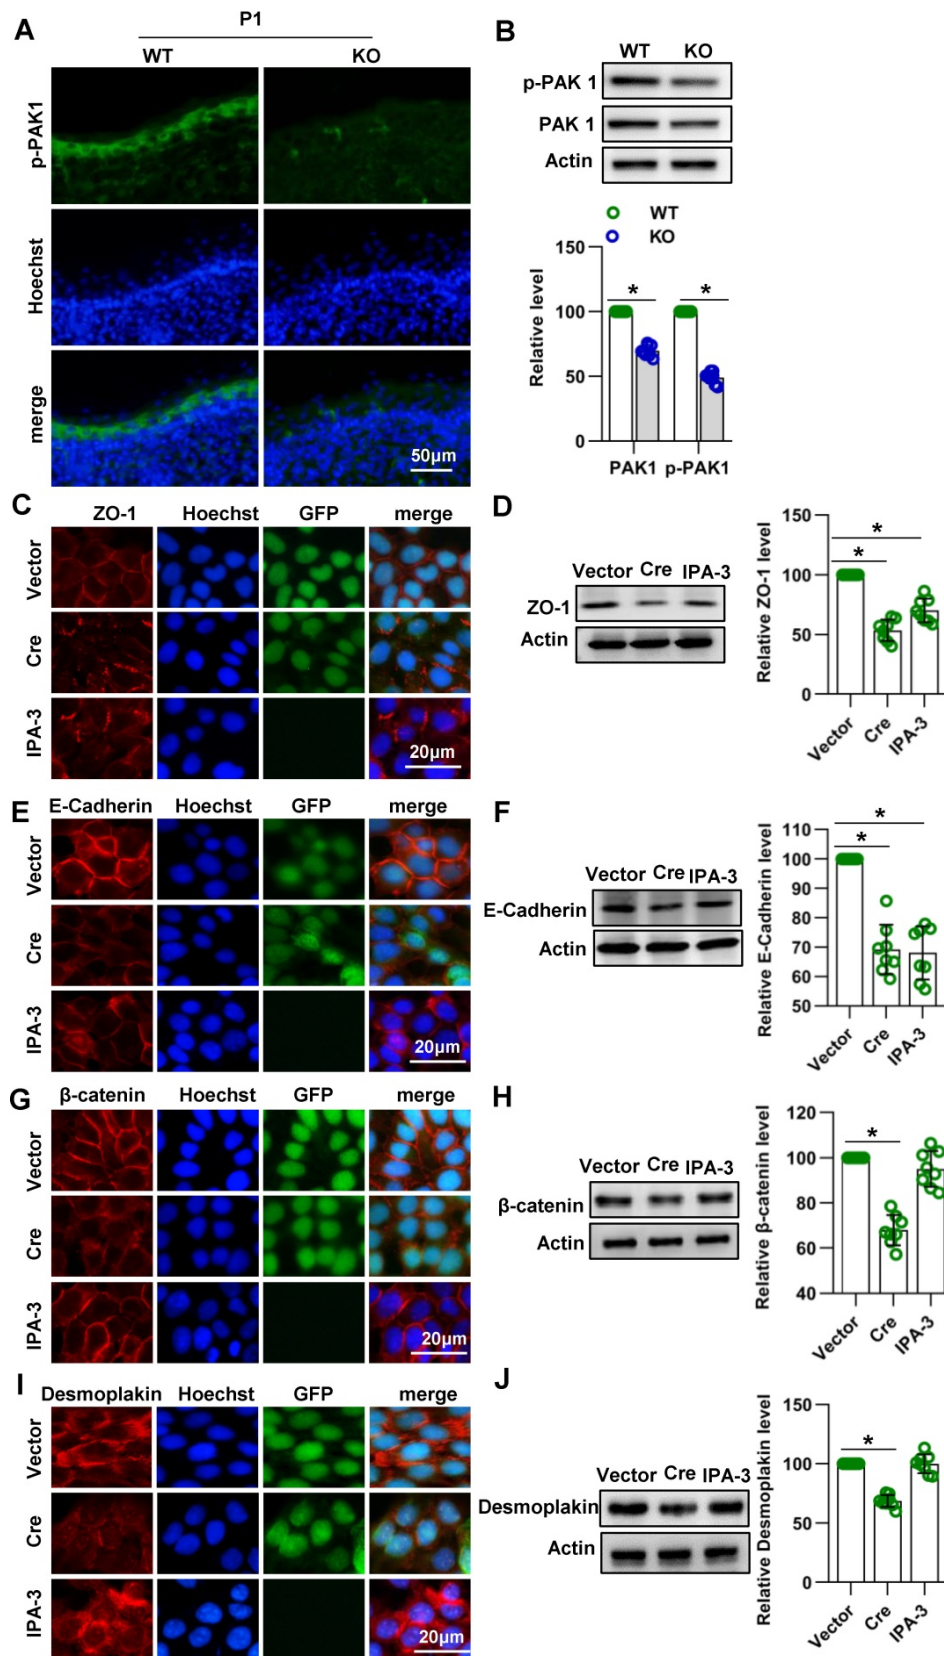 A
P1
WT KO
p-PAK1
Hoechst
merge
50μm
B
WT KO
p-PAK 1
PAK 1
Actin
WT
KO
Relative level
150
100
50
0
* *
PAK1 p-PAK1
C
ZO-1 Hoechst GFP merge
Vector
Cre
IPA-3
20μm
D
Vector Cre IPA-3
ZO-1
Actin
Relative ZO-1 level
150
100
50
0
*
*
Vector Cre IPA-3
E
E-Cadherin Hoechst GFP merge
Vector
Cre
IPA-3
20μm
F
Vector Cre IPA-3
E-Cadherin
Actin
Relative E-Cadherin level
110
100
90
80
70
60
50
*
*
Vector Cre IPA-3
G
β-catenin Hoechst GFP merge
Vector
Cre
IPA-3
20μm
H
Vector Cre IPA-3
β-catenin
Actin
Relative β-catenin level
120
100
80
60
40
*
Vector Cre IPA-3
I
Desmoplakin Hoechst GFP merge
Vector
Cre
IPA-3
20μm
J
Vector Cre IPA-3
Desmoplakin
Actin
Relative Desmoplakin level
150
100
50
0
*
Vector Cre IPA-3